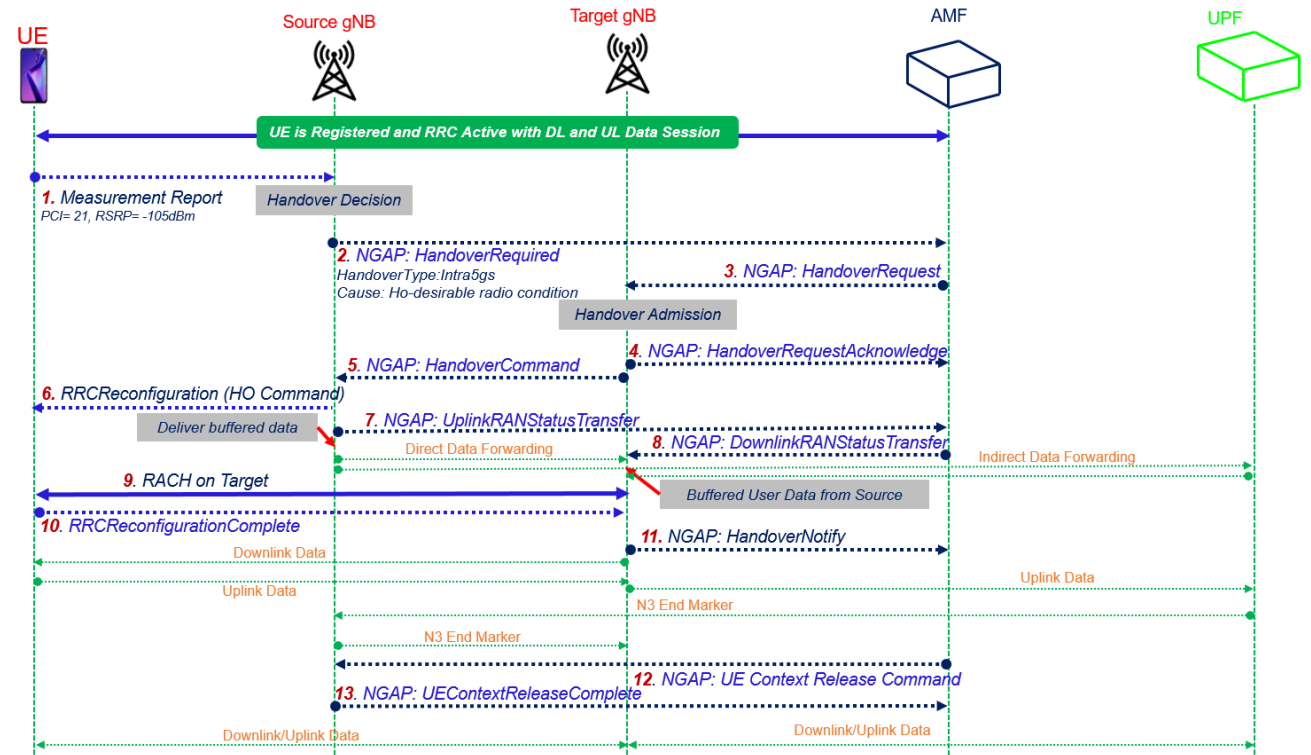 UE
Source gNB
Target gNB
AMF
UPF
UE is Registered and RRC Active with DL and UL Data Session
1. Measurement Report
PCI= 21, RSRP= -105dBm
Handover Decision
2. NGAP: HandoverRequired
HandoverType:Intra5gs
Cause: Ho-desirable radio condition
3. NGAP: HandoverRequest
Handover Admission
4. NGAP: HandoverRequestAcknowledge
5. NGAP: HandoverCommand
6. RRCReconfiguration (HO Command)
7. NGAP: UplinkRANStatusTransfer
Deliver buffered data
8. NGAP: DownlinkRANStatusTransfer
Direct Data Forwarding
Indirect Data Forwarding
9. RACH on Target
Buffered User Data from Source
10. RRCReconfigurationComplete
11. NGAP: HandoverNotify
Downlink Data
Uplink Data
Uplink Data
N3 End Marker
N3 End Marker
12. NGAP: UE Context Release Command
13. NGAP: UEContextReleaseComplete
Downlink/Uplink Data
Downlink/Uplink Data